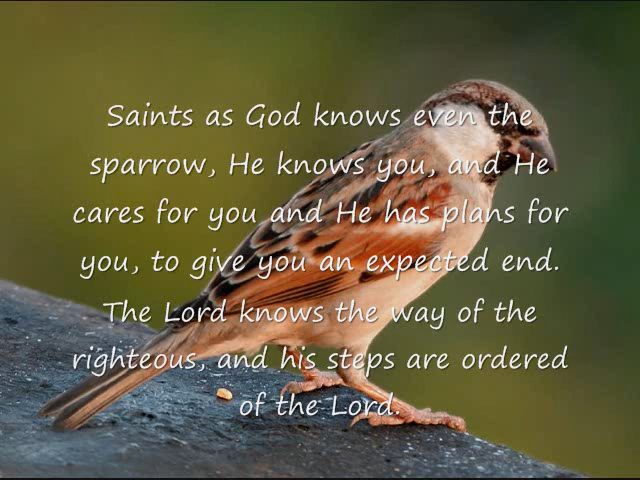 Saints as God knows even the
sparrow, He knows you, and He
cares for you and He has plans for
you, to give you an expected end.
The Lord knows the way of the
righteous, and his steps are ordered
of the Lord.